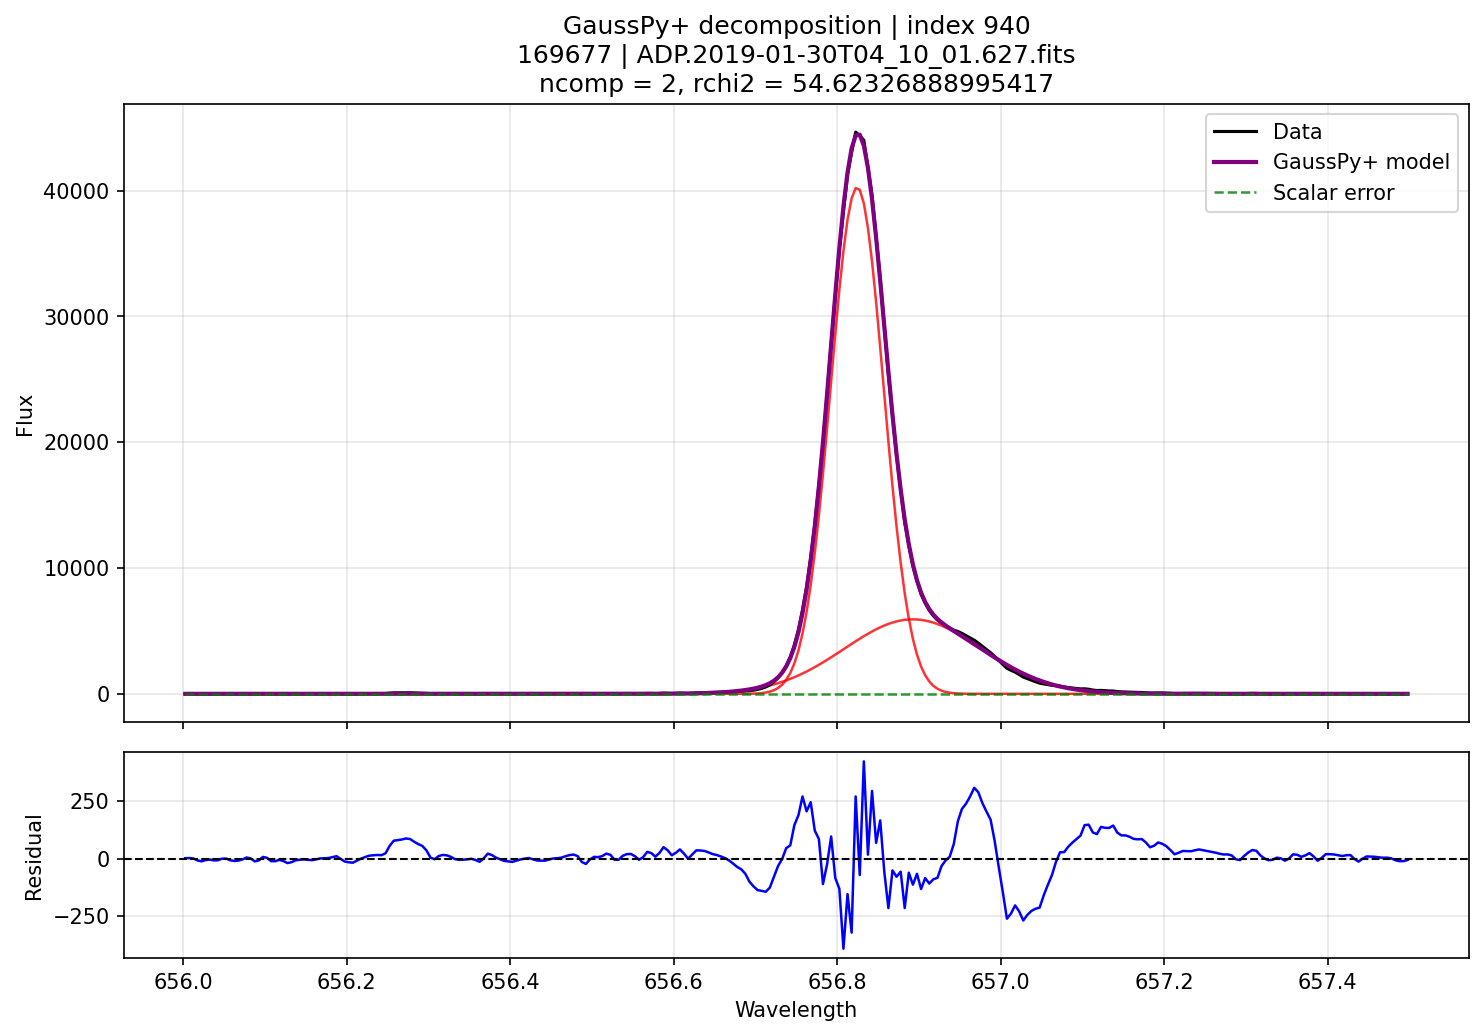 GaussPy+ decomposition | index 940
169677 | ADP.2019-01-30T04_10_01.627.fits
ncomp = 2, rchi2 = 54.62326888995417
Data
GaussPy+ model
Scalar error
40000
30000
20000
10000
0
Flux
250
0
−250
Residual
656.0
656.2
656.4
656.6
656.8
657.0
657.2
657.4
Wavelength